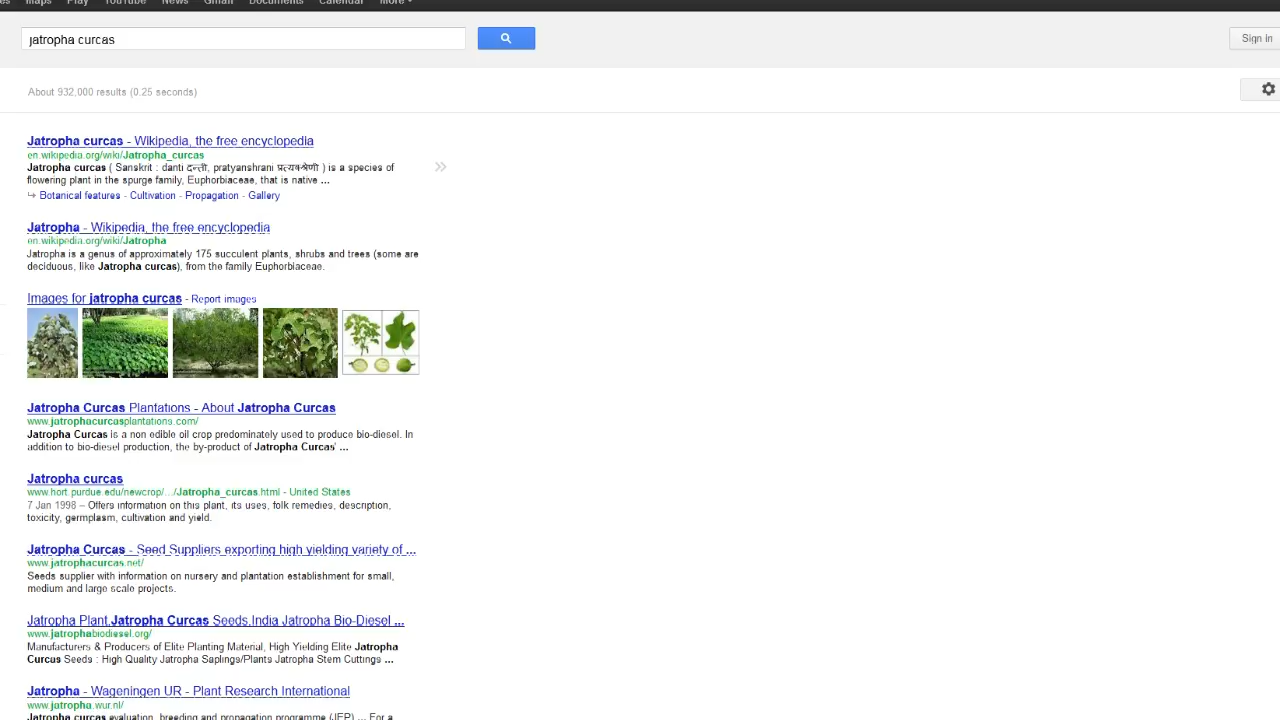 Maps Play YouTube News Gmail Documents Calendar More
jatropha curcas
Sign in
About 932,000 results (0.25 seconds)
Jatropha curcas - Wikipedia, the free encyclopedia
en.wikipedia.org/wiki/Jatropha_curcas
Jatropha curcas ( Sanskrit : danti दन्ती, pratyanshrani प्रत्यक्श्रेणी ) is a species of
flowering plant in the spurge family, Euphorbiaceae, that is native ...
Botanical features - Cultivation - Propagation - Gallery
Jatropha - Wikipedia, the free encyclopedia
en.wikipedia.org/wiki/Jatropha
Jatropha is a genus of approximately 175 succulent plants, shrubs and trees (some are
deciduous, like Jatropha curcas), from the family Euphorbiaceae.
Images for jatropha curcas - Report images
Jatropha Curcas Plantations - About Jatropha Curcas
www.jatrophacurcasplantations.com/
Jatropha Curcas is a non edible oil crop predominately used to produce bio-diesel. In
addition to bio-diesel production, the by-product of Jatropha Curcas' ...
Jatropha curcas
www.hort.purdue.edu/newcrop/.../Jatropha_curcas.html - United States
7 Jan 1998 – Offers information on this plant, its uses, folk remedies, description,
toxicity, germplasm, cultivation and yield.
Jatropha Curcas - Seed Suppliers exporting high yielding variety of ...
www.jatrophacurcas.net/
Seeds supplier with information on nursery and plantation establishment for small,
medium and large scale projects.
Jatropha Plant,Jatropha Curcas Seeds,India Jatropha Bio-Diesel ...
www.jatrophabiodiesel.org/
Manufacturers & Producers of Elite Planting Material, High Yielding Elite Jatropha
Curcas Seeds : High Quality Jatropha Saplings/Plants Jatropha Stem Cuttings ...
Jatropha - Wageningen UR - Plant Research International
www.jatropha.wur.nl/
Jatropha curcas evaluation, breeding and propagation programme (JEP) ... For a